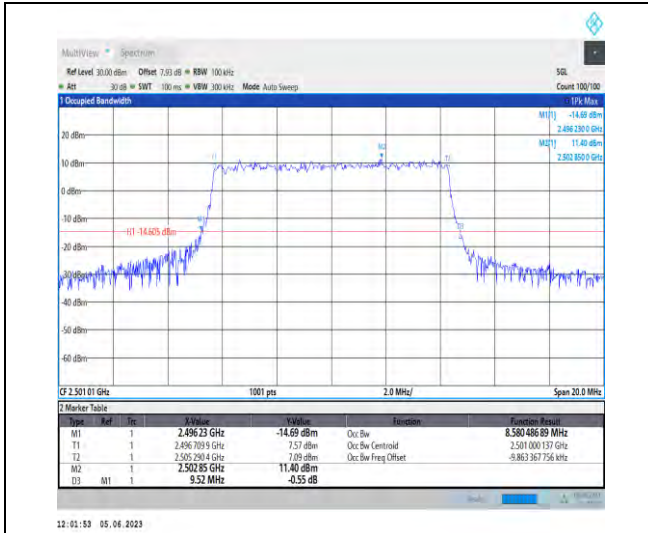 MultiView Spectrum
Ref Level 30.00 dBm Offset 7.93 dB RBW 100 kHz SGL
Att 30 dB SWT 100 ms VBW 300 kHz Mode Auto Sweep Count 100/100
1 Occupied Bandwidth 1Pk Max
M1[1] -14.69 dBm
2.496 230 0 GHz
M2[1] 11.40 dBm
2.502 850 0 GHz
20 dBm
M2
T1 T2
10 dBm
0 dBm
-10 dBm
M1
H1 -14.605 dBm
D3
-20 dBm
-30 dBm
-40 dBm
-50 dBm
-60 dBm
CF 2.501 01 GHz 1001 pts 2.0 MHz/ Span 20.0 MHz
2 Marker Table
Type Ref Trc X-Value Y-Value Function Function Result
M1 1 2.496 23 GHz -14.69 dBm Occ Bw 8.580 486 89 MHz
T1 1 2.496 709 9 GHz 7.57 dBm Occ Bw Centroid 2.501 000 137 GHz
T2 1 2.505 290 4 GHz 7.09 dBm Occ Bw Freq Offset -9.863 367 756 kHz
M2 1 2.502 85 GHz 11.40 dBm
D3 M1 1 9.52 MHz -0.55 dB
12:01:53 05.06.2023